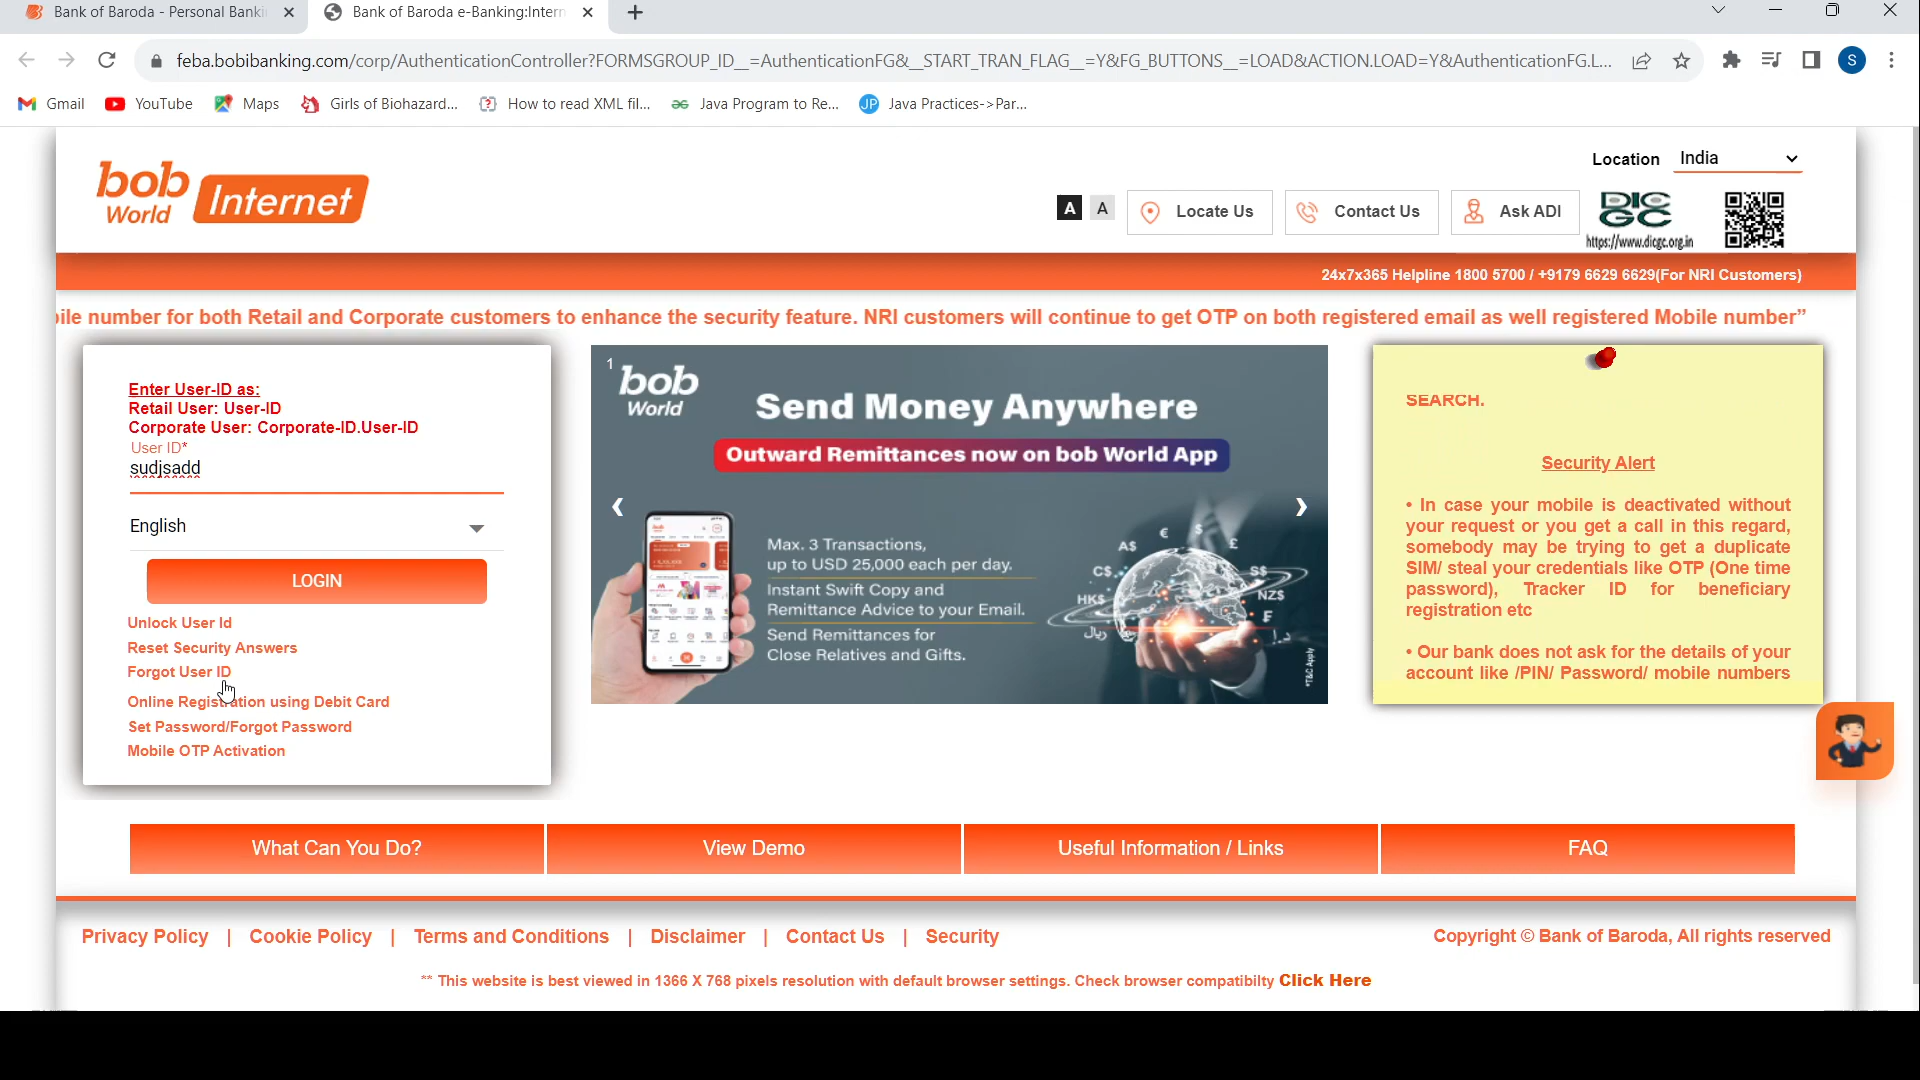 Bank of Baroda - Personal Banki
Bank of Baroda e-Banking:Intern
feba.bobibanking.com/corp/AuthenticationController?FORMSGROUP_ID__=AuthenticationFG&__START_TRAN_FLAG__=Y&FG_BUTTONS__=LOAD&ACTION.LOAD=Y&AuthenticationFG.L...
S
Gmail
YouTube
Maps
Girls of Biohazard...
How to read XML fil...
Java Program to Re...
JP
Java Practices->Par...
bob
World
Internet
Location
India
A
A
Locate Us
Contact Us
Ask ADI
DICGC
https://www.dicgc.org.in
24x7x365 Helpline 1800 5700 / +9179 6629 6629(For NRI Customers)
ile number for both Retail and Corporate customers to enhance the security feature. NRI customers will continue to get OTP on both registered email as well registered Mobile number”
Enter User-ID as:
Retail User: User-ID
Corporate User: Corporate-ID.User-ID
User ID*
sudjsadd
English
LOGIN
Unlock User Id
Reset Security Answers
Forgot User ID
Online Registration using Debit Card
Set Password/Forgot Password
Mobile OTP Activation
1
bob
World
Send Money Anywhere
Outward Remittances now on bob World App
Max. 3 Transactions,
up to USD 25,000 each per day.
Instant Swift Copy and
Remittance Advice to your Email.
Send Remittances for
Close Relatives and Gifts.
€
A$
£
C$
S$
HK$
NZ$
*T&C Apply
SEARCH.
Security Alert
• In case your mobile is deactivated without
your request or you get a call in this regard,
somebody may be trying to get a duplicate
SIM/ steal your credentials like OTP (One time
password), Tracker ID for beneficiary
registration etc
• Our bank does not ask for the details of your
account like /PIN/ Password/ mobile numbers
What Can You Do?
View Demo
Useful Information / Links
FAQ
Privacy Policy | Cookie Policy | Terms and Conditions | Disclaimer | Contact Us | Security
Copyright © Bank of Baroda, All rights reserved
** This website is best viewed in 1366 X 768 pixels resolution with default browser settings. Check browser compatibilty Click Here